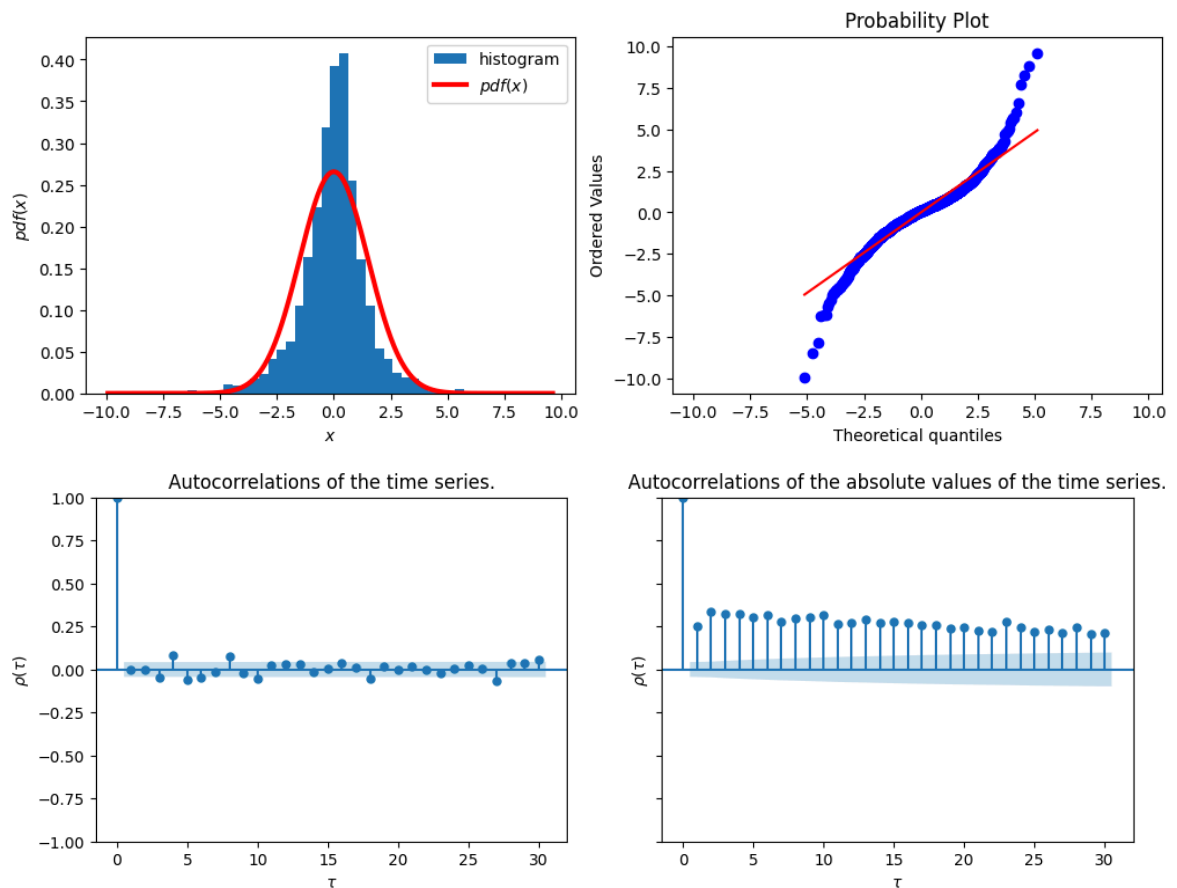 0.40
0.35
0.30
0.25
0.20
0.15
0.10
0.05
0.00
pdf(x)
-10.0 -7.5 -5.0 -2.5 0.0 2.5 5.0 7.5 10.0
x
histogram
pdf(x)
Probability Plot
10.0
7.5
5.0
2.5
0.0
−2.5
−5.0
−7.5
−10.0
Ordered Values
−10.0 −7.5 −5.0 −2.5 0.0 2.5 5.0 7.5 10.0
Theoretical quantiles
Autocorrelations of the time series.
1.00
0.75
0.50
0.25
0.00
−0.25
−0.50
−0.75
−1.00
ρ(τ)
0 5 10 15 20 25 30
τ
Autocorrelations of the absolute values of the time series.
ρ(τ)
0 5 10 15 20 25 30
τ